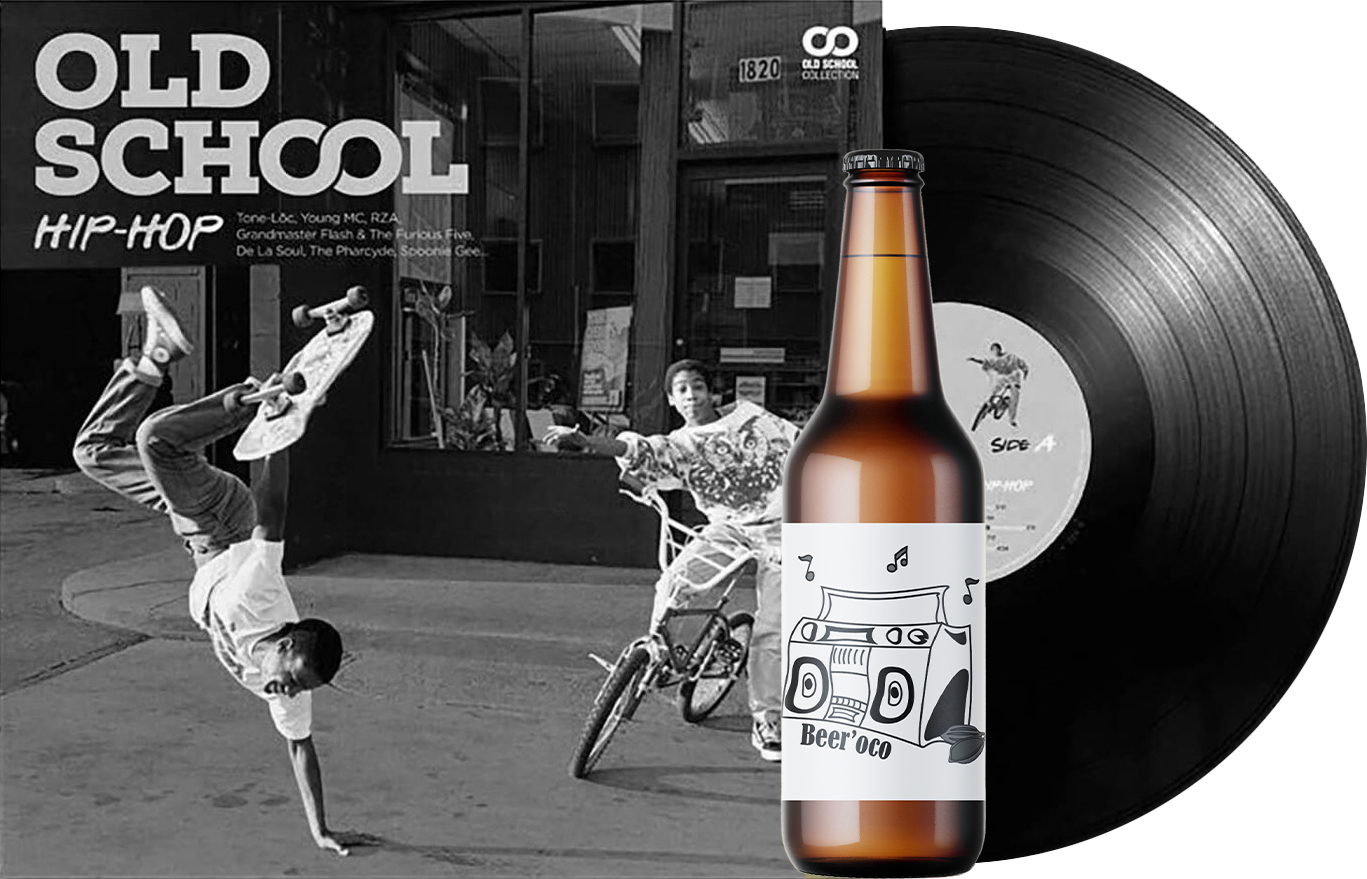 OLD
SCHOOL
HIP-HOP
Tone-Lōc, Young MC, RZA,
Grandmaster Flash & The Furious Five,
De La Soul, The Pharcyde, Spoonie Gee...
1820
OLD SCHOOL
COLLECTION
SIDE A
HIP-HOP
Beer'oco